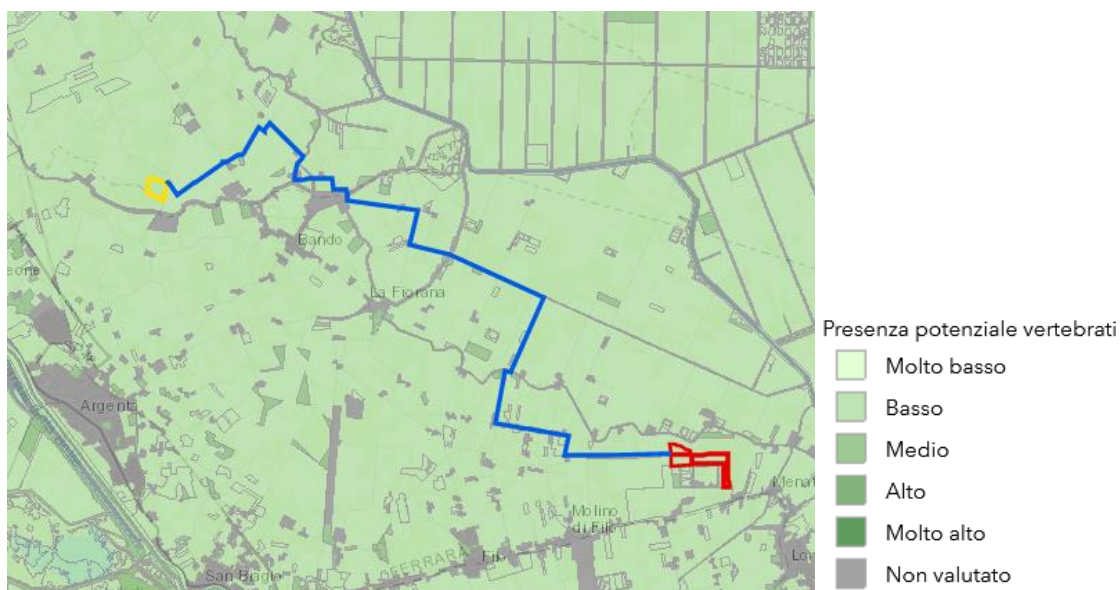 Presenza potenziale vertebrati
Molto basso
Basso
Medio
Alto
Molto alto
Non valutato
Bando
La Fiorana
Argenta
Molino
di Filo
Filo
FERRARA
San Biagio